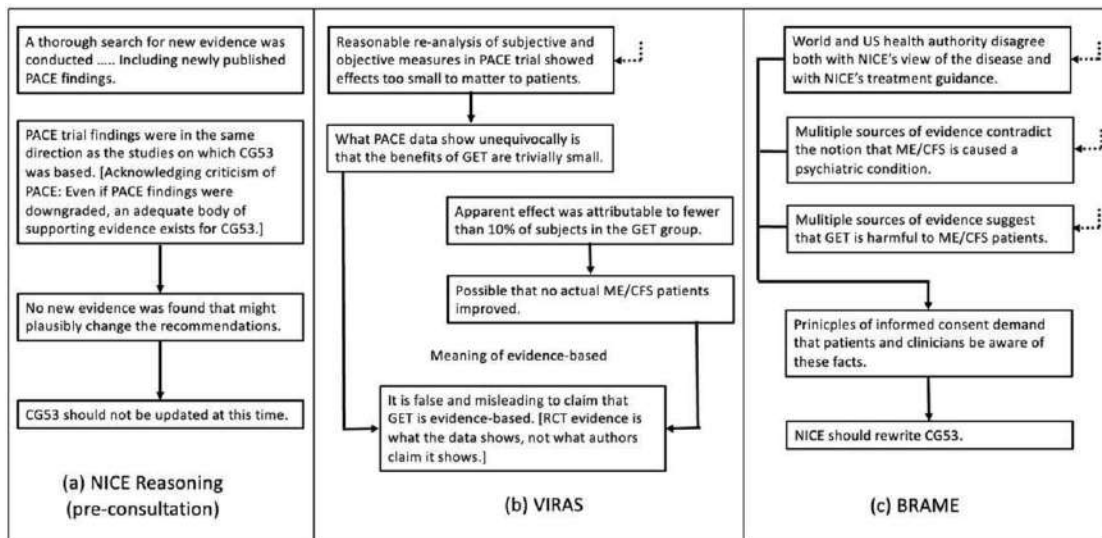 A thorough search for new evidence was
conducted ..... Including newly published
PACE findings.
PACE trial findings were in the same
direction as the studies on which CG53
was based. [Acknowledging criticism of
PACE: Even if PACE findings were
downgraded, an adequate body of
supporting evidence exists for CG53.]
No new evidence was found that might
plausibly change the recommendations.
CG53 should not be updated at this time.
(a) NICE Reasoning
(pre-consultation)
Reasonable re-analysis of subjective and
objective measures in PACE trial showed
effects too small to matter to patients.
What PACE data show unequivocally is
that the benefits of GET are trivially small.
Apparent effect was attributable to fewer
than 10% of subjects in the GET group.
Possible that no actual ME/CFS patients
improved.
Meaning of evidence-based
It is false and misleading to claim that
GET is evidence-based. [RCT evidence is
what the data shows, not what authors
claim it shows.]
(b) VIRAS
World and US health authority disagree
both with NICE's view of the disease and
with NICE's treatment guidance.
Mulitiple sources of evidence contradict
the notion that ME/CFS is caused a
psychiatric condition.
Mulitiple sources of evidence suggest
that GET is harmful to ME/CFS patients.
Prinicples of informed consent demand
that patients and clinicians be aware of
these facts.
NICE should rewrite CG53.
(c) BRAME